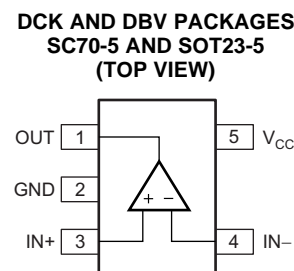 DCK AND DBV PACKAGES
SC70-5 AND SOT23-5
(TOP VIEW)
OUT 1 5 VCC
GND 2
+ −
IN+ 3 4 IN−